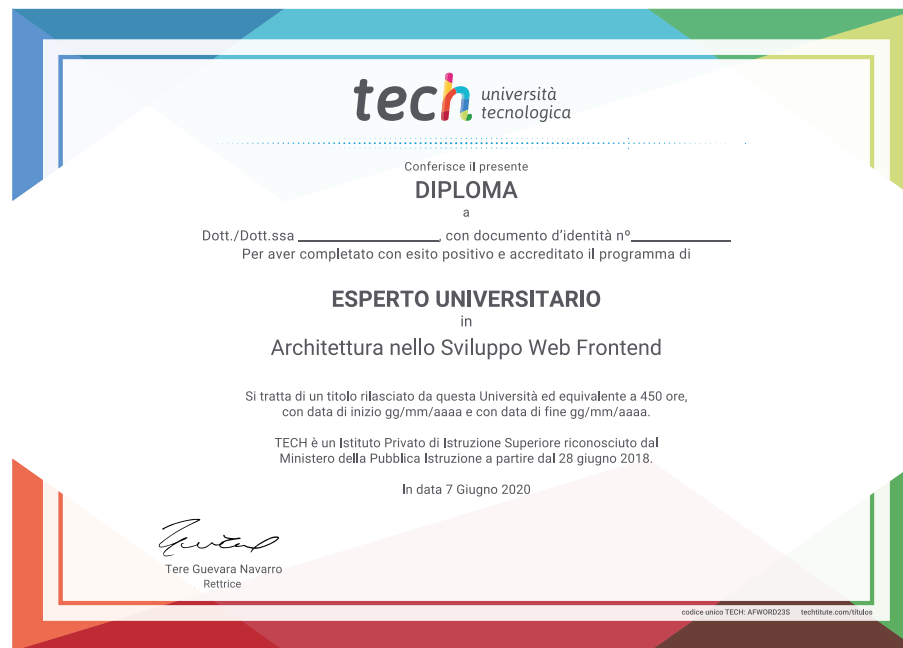 tech università
tecnologica
Conferisce il presente
DIPLOMA
a
Dott./Dott.ssa ____________, con documento d'identità nº____________
Per aver completato con esito positivo e accreditato il programma di
ESPERTO UNIVERSITARIO
in
Architettura nello Sviluppo Web Frontend
Si tratta di un titolo rilasciato da questa Università ed equivalente a 450 ore,
con data di inizio gg/mm/aaaa e con data di fine gg/mm/aaaa.
TECH è un Istituto Privato di Istruzione Superiore riconosciuto dal
Ministero della Pubblica Istruzione a partire dal 28 giugno 2018.
In data 7 Giugno 2020
Tere Guevara Navarro
Rettrice
codice unico TECH: AFWORD23S techtitute.com/títulos